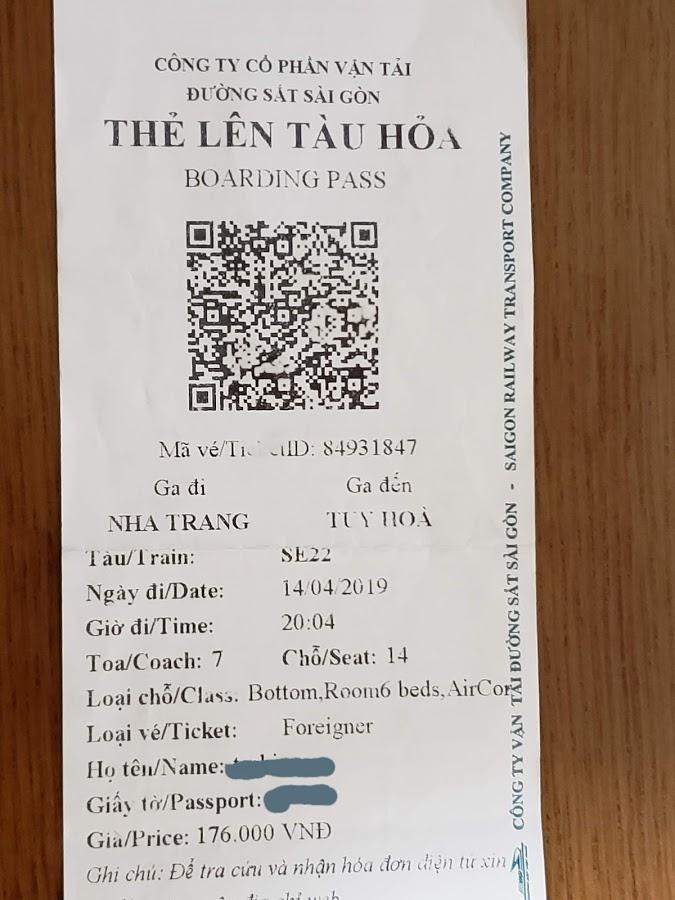 CÔNG TY CỔ PHẦN VẬN TẢI
ĐƯỜNG SẮT SÀI GÒN
THẺ LÊN TÀU HỎA
BOARDING PASS
Mã vé/Ti ID: 84931847
Ga đi Ga đến
NHA TRANG TUY HOÀ
Tàu/Train: SE22
Ngày đi/Date: 14/04/2019
Giờ đi/Time: 20:04
Toa/Coach: 7 Chỗ/Seat: 14
Loại chỗ/Class. Bottom,Room6 beds,AirCon
Loại vé/Ticket: Foreigner
Họ tên/Name:
Giấy tờ/Passport:
Giá/Price: 176.000 VNĐ
Ghi chú: Để tra cứu và nhận hóa đơn điện tử xin
CÔNG TY VẬN TẢI ĐƯỜNG SẮT SÀI GÒN - SAIGON RAILWAY TRANSPORT COMPANY